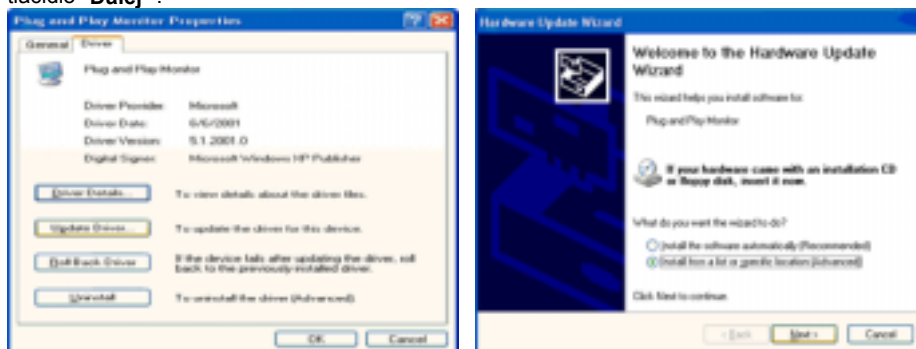 "Ďalej".
Plug and Play Monitor Properties
General Driver
Plug and Play Monitor
Driver Provider: Microsoft
Driver Date: 6/6/2001
Driver Version: 5.1.2001.0
Digital Signer: Microsoft Windows XP Publisher
Driver Details... To view details about the driver files.
Update Driver... To update the driver for this device.
Roll Back Driver If the device fails after updating the driver, roll
back to the previously installed driver.
Uninstall To uninstall the driver (Advanced).
OK Cancel
Hardware Update Wizard
Welcome to the Hardware Update
Wizard
This wizard helps you install software for:
Plug and Play Monitor
If your hardware came with an installation CD
or floppy disk, insert it now.
What do you want the wizard to do?
Install the software automatically (Recommended)
Install from a list or specific location (Advanced)
Click Next to continue.
< Back Next > Cancel